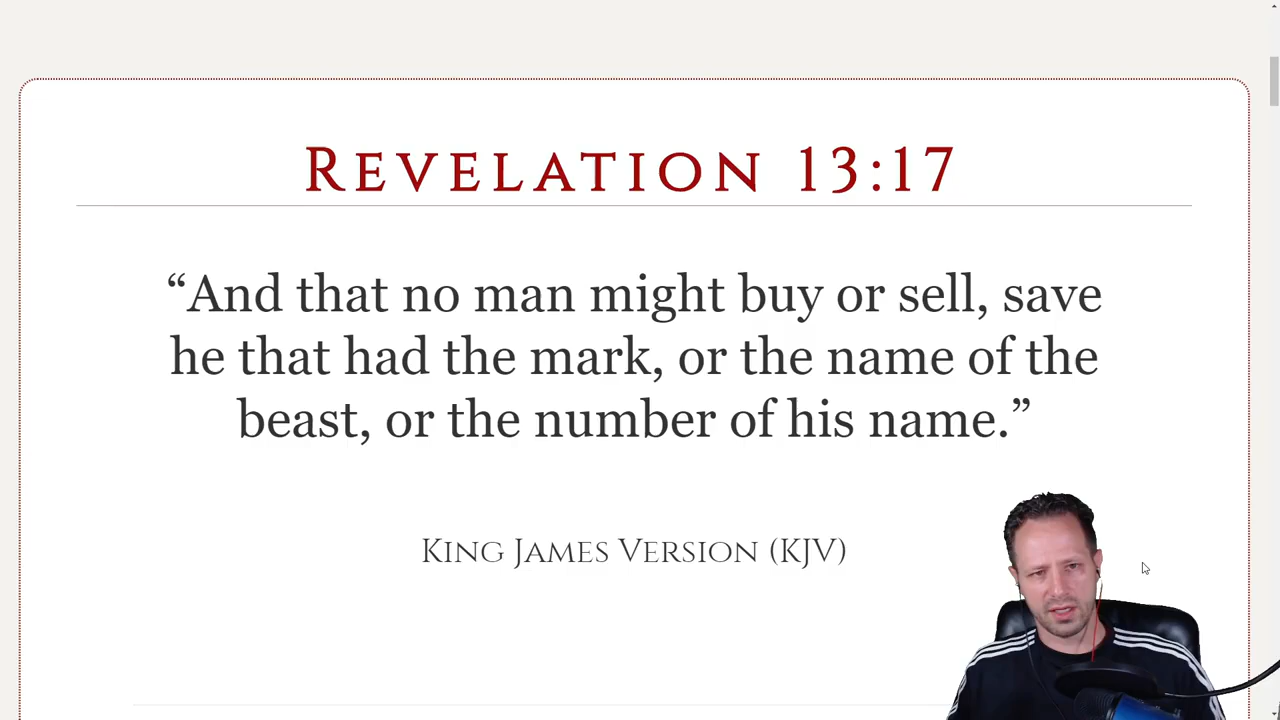 REVELATION 13:17
“And that no man might buy or sell, save
he that had the mark, or the name of the
beast, or the number of his name.”
KING JAMES VERSION (KJV)